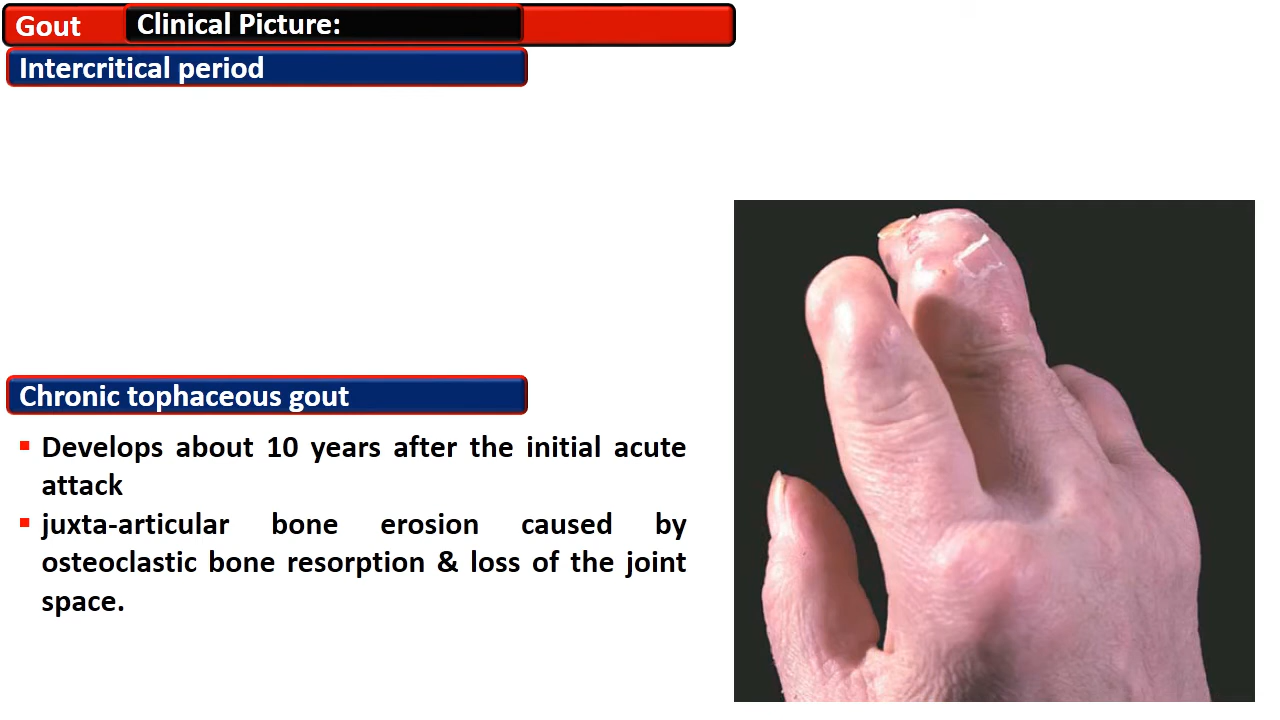 Gout Clinical Picture:
Intercritical period
Chronic tophaceous gout
▪ Develops about 10 years after the initial acute
attack
▪ juxta-articular bone erosion caused by
osteoclastic bone resorption & loss of the joint
space.